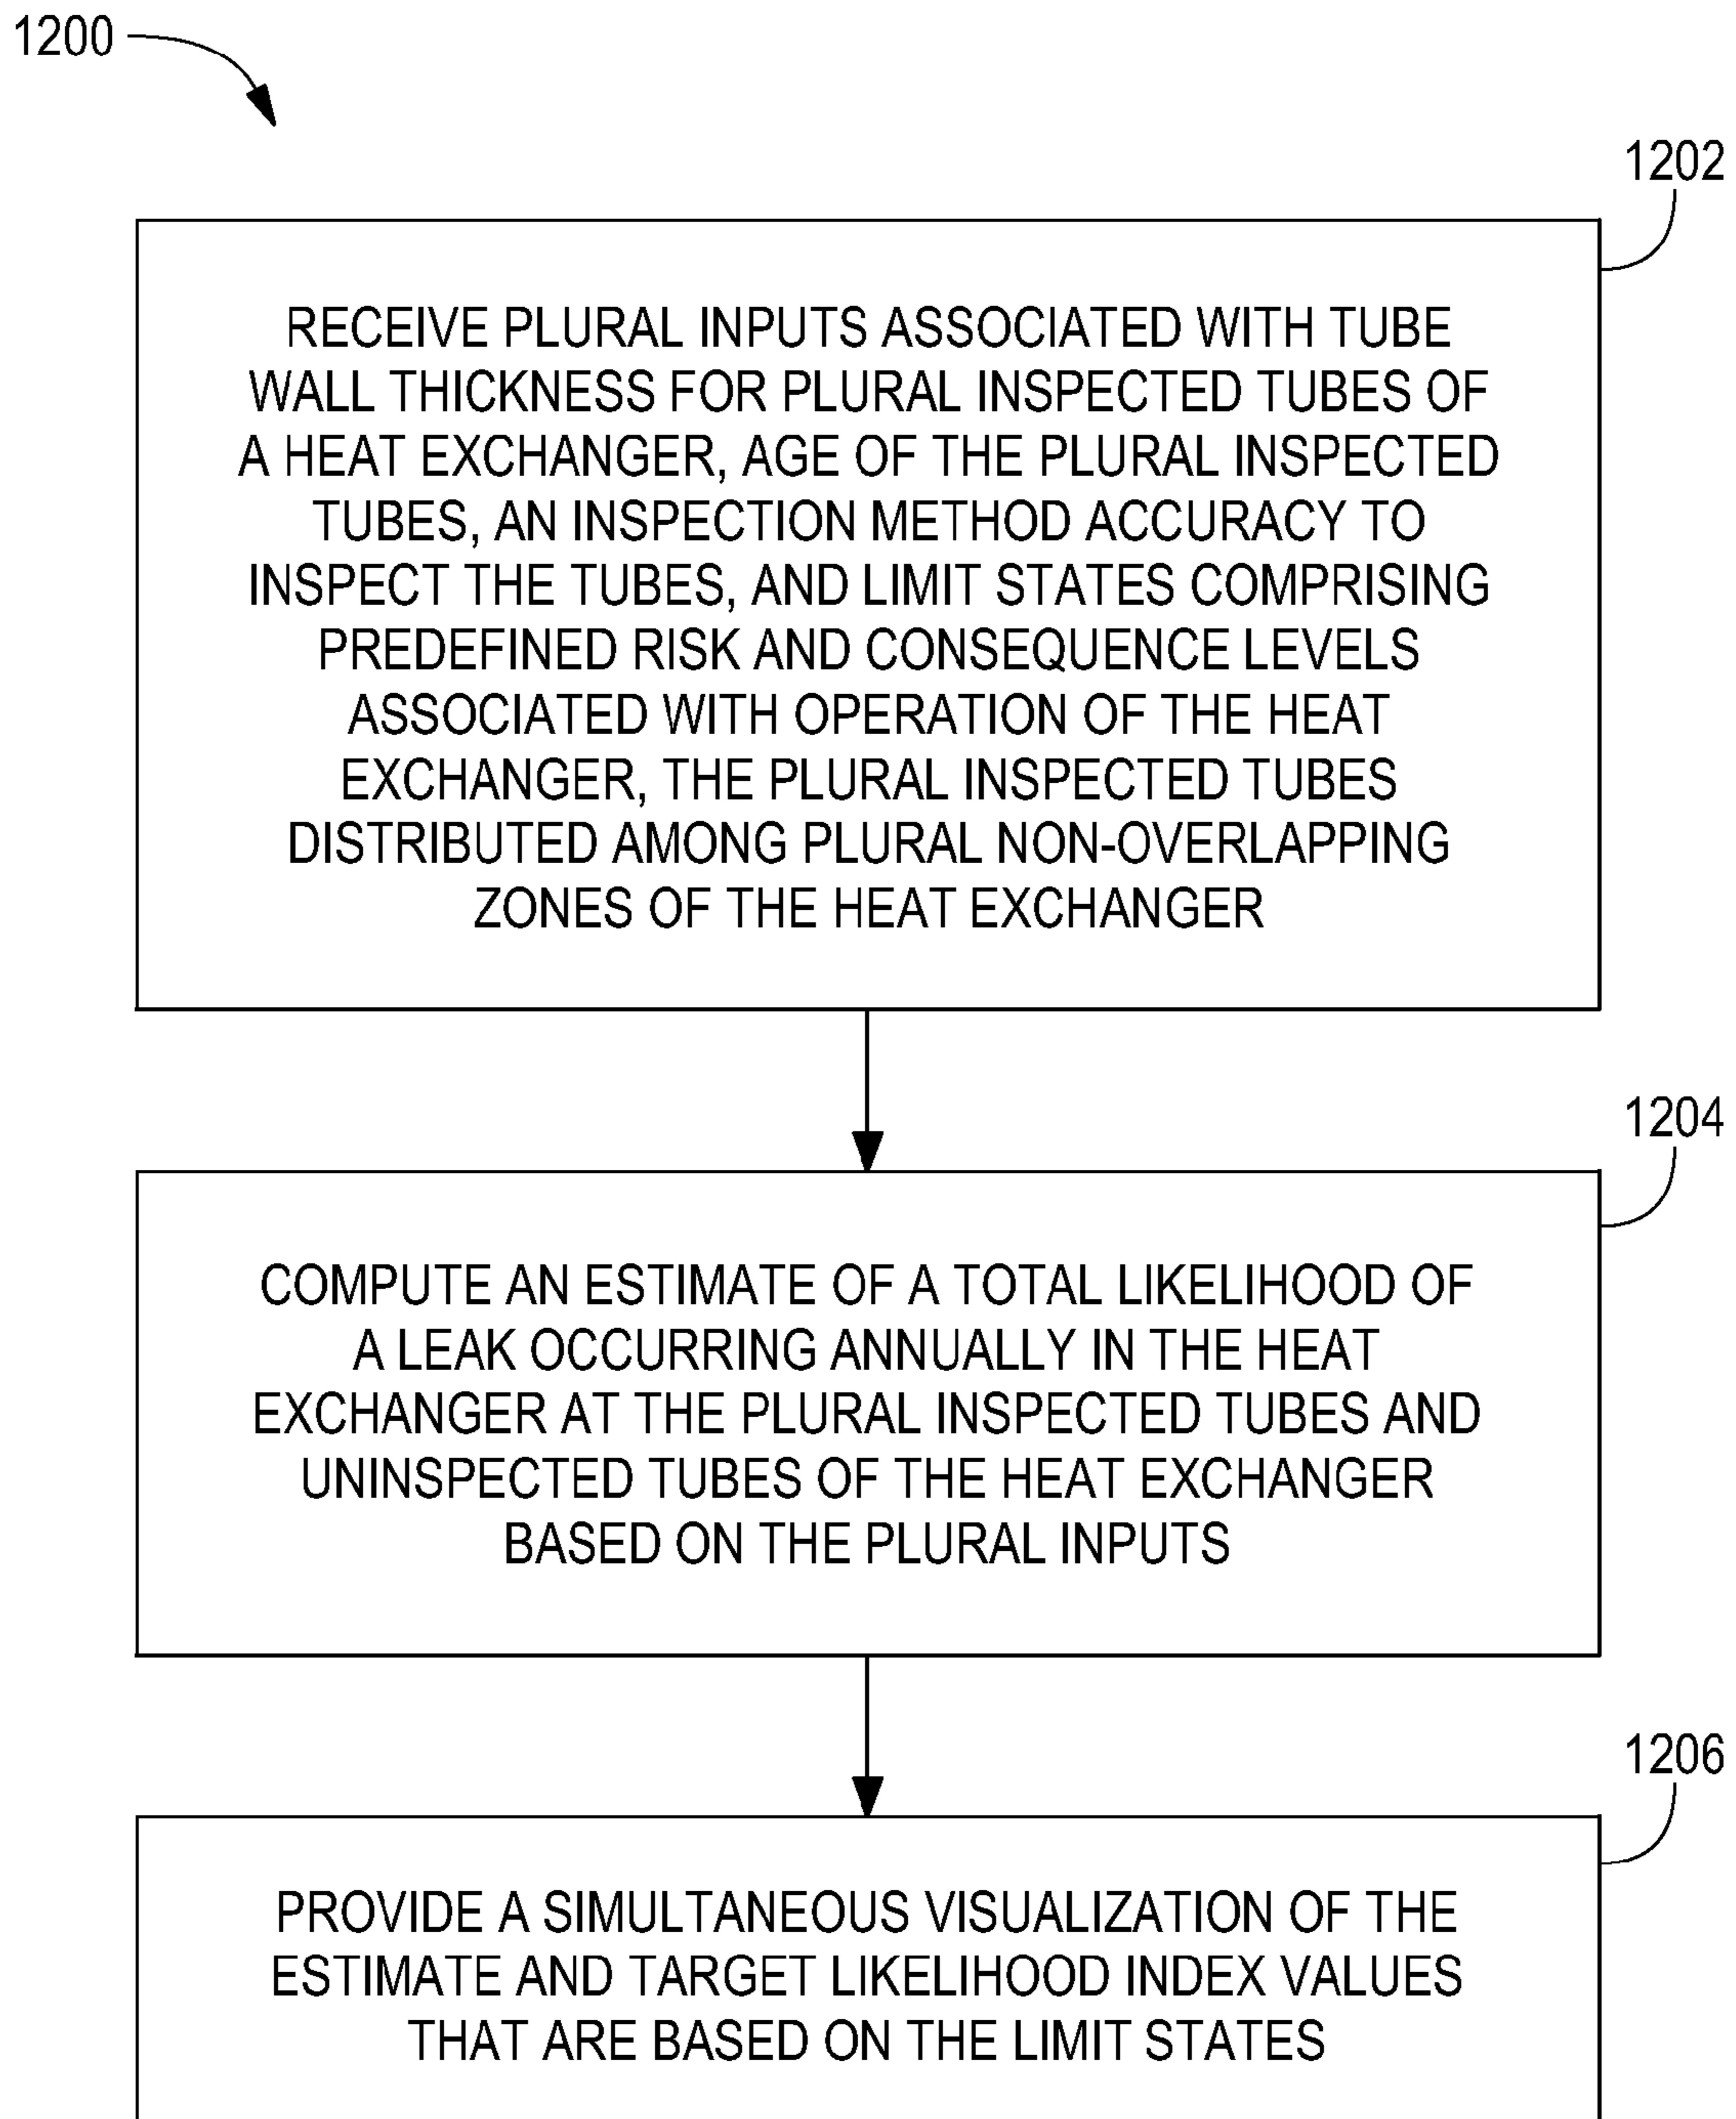 1200
1202
RECEIVE PLURAL INPUTS ASSOCIATED WITH TUBE
WALL THICKNESS FOR PLURAL INSPECTED TUBES OF
A HEAT EXCHANGER, AGE OF THE PLURAL INSPECTED
TUBES, AN INSPECTION METHOD ACCURACY TO
INSPECT THE TUBES, AND LIMIT STATES COMPRISING
PREDEFINED RISK AND CONSEQUENCE LEVELS
ASSOCIATED WITH OPERATION OF THE HEAT
EXCHANGER, THE PLURAL INSPECTED TUBES
DISTRIBUTED AMONG PLURAL NON-OVERLAPPING
ZONES OF THE HEAT EXCHANGER
1204
COMPUTE AN ESTIMATE OF A TOTAL LIKELIHOOD OF
A LEAK OCCURRING ANNUALLY IN THE HEAT
EXCHANGER AT THE PLURAL INSPECTED TUBES AND
UNINSPECTED TUBES OF THE HEAT EXCHANGER
BASED ON THE PLURAL INPUTS
1206
PROVIDE A SIMULTANEOUS VISUALIZATION OF THE
ESTIMATE AND TARGET LIKELIHOOD INDEX VALUES
THAT ARE BASED ON THE LIMIT STATES